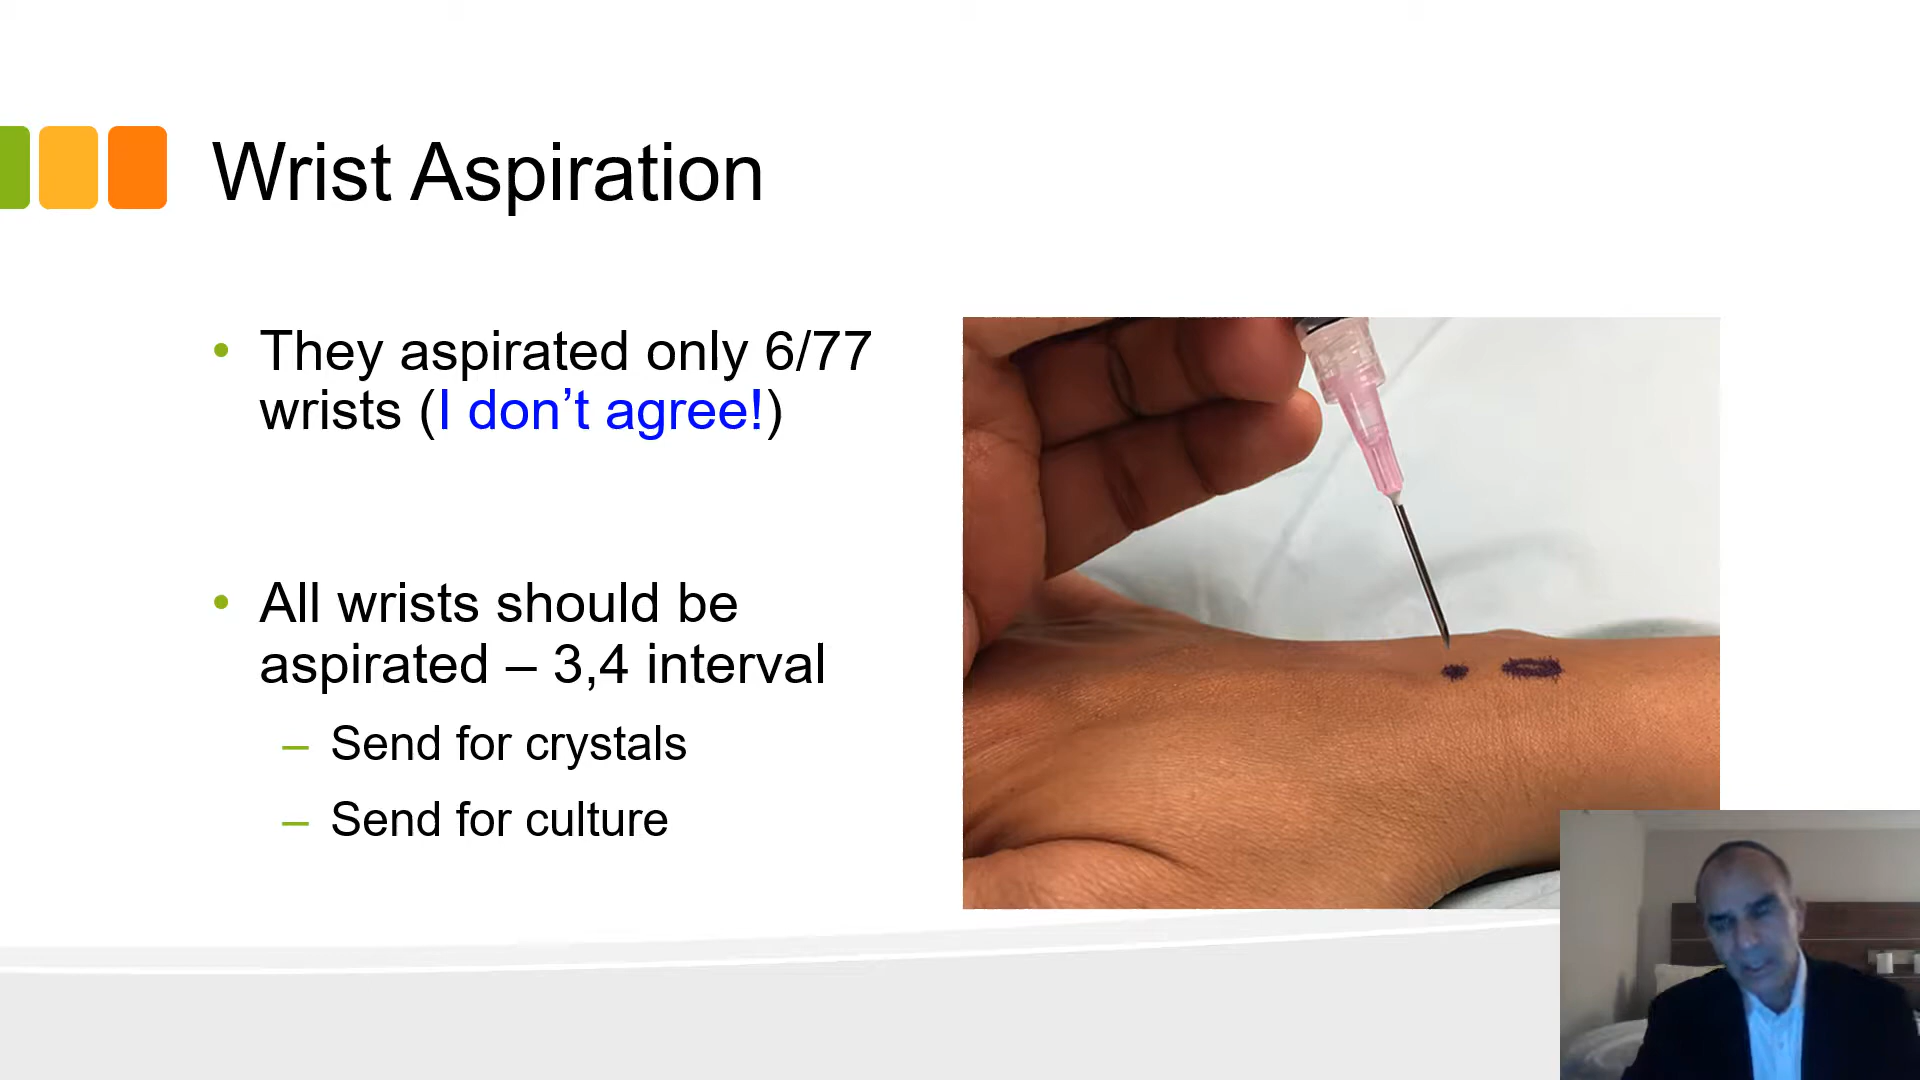 Wrist Aspiration
• They aspirated only 6/77
wrists (I don’t agree!)
• All wrists should be
aspirated – 3,4 interval
– Send for crystals
– Send for culture